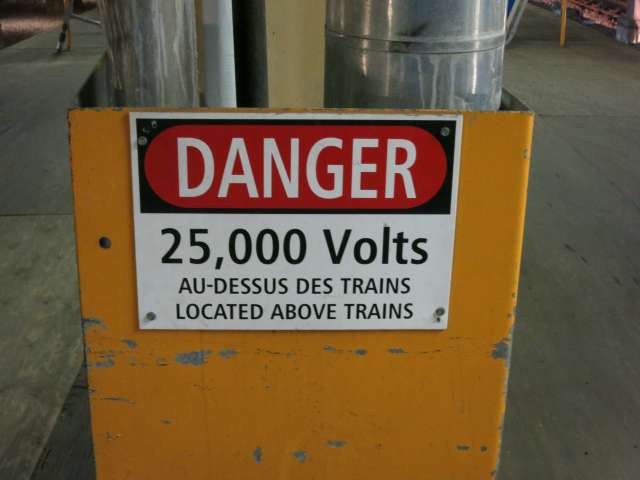 DANGER
25,000 Volts
AU-DESSUS DES TRAINS
LOCATED ABOVE TRAINS